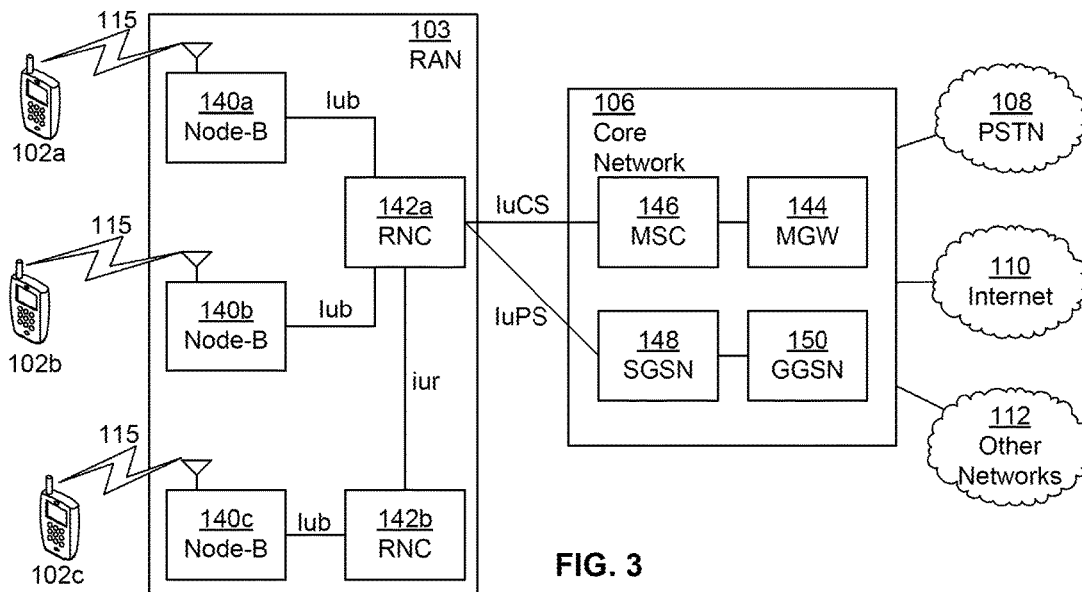 115
103
RAN
102a
140a
Node-B
Iub
106
Core
Network
108
PSTN
142a
RNC
IuCS
146
MSC
144
MGW
115
102b
140b
Node-B
Iub
IuPS
148
SGSN
150
GGSN
110
Internet
iur
115
102c
140c
Node-B
Iub
142b
RNC
112
Other
Networks
FIG. 3